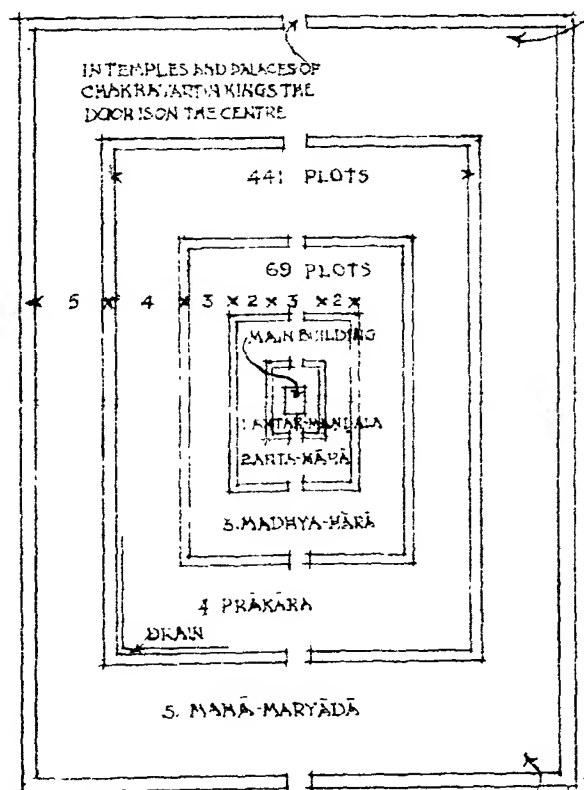 IN TEMPLES AND PALACES OF
CHAKRAVARTIN KINGS THE
DOOR IS ON THE CENTRE
441 PLOTS
69 PLOTS
5 4 3 2 3 2
MAIN BUILDING
1 ANTAR-MANDALA
2 ANTA-HĀRĀ
3. MADHYA-HĀRĀ
4 PRĀKĀRA
DRAIN
5. MAHĀ-MARYĀDĀ